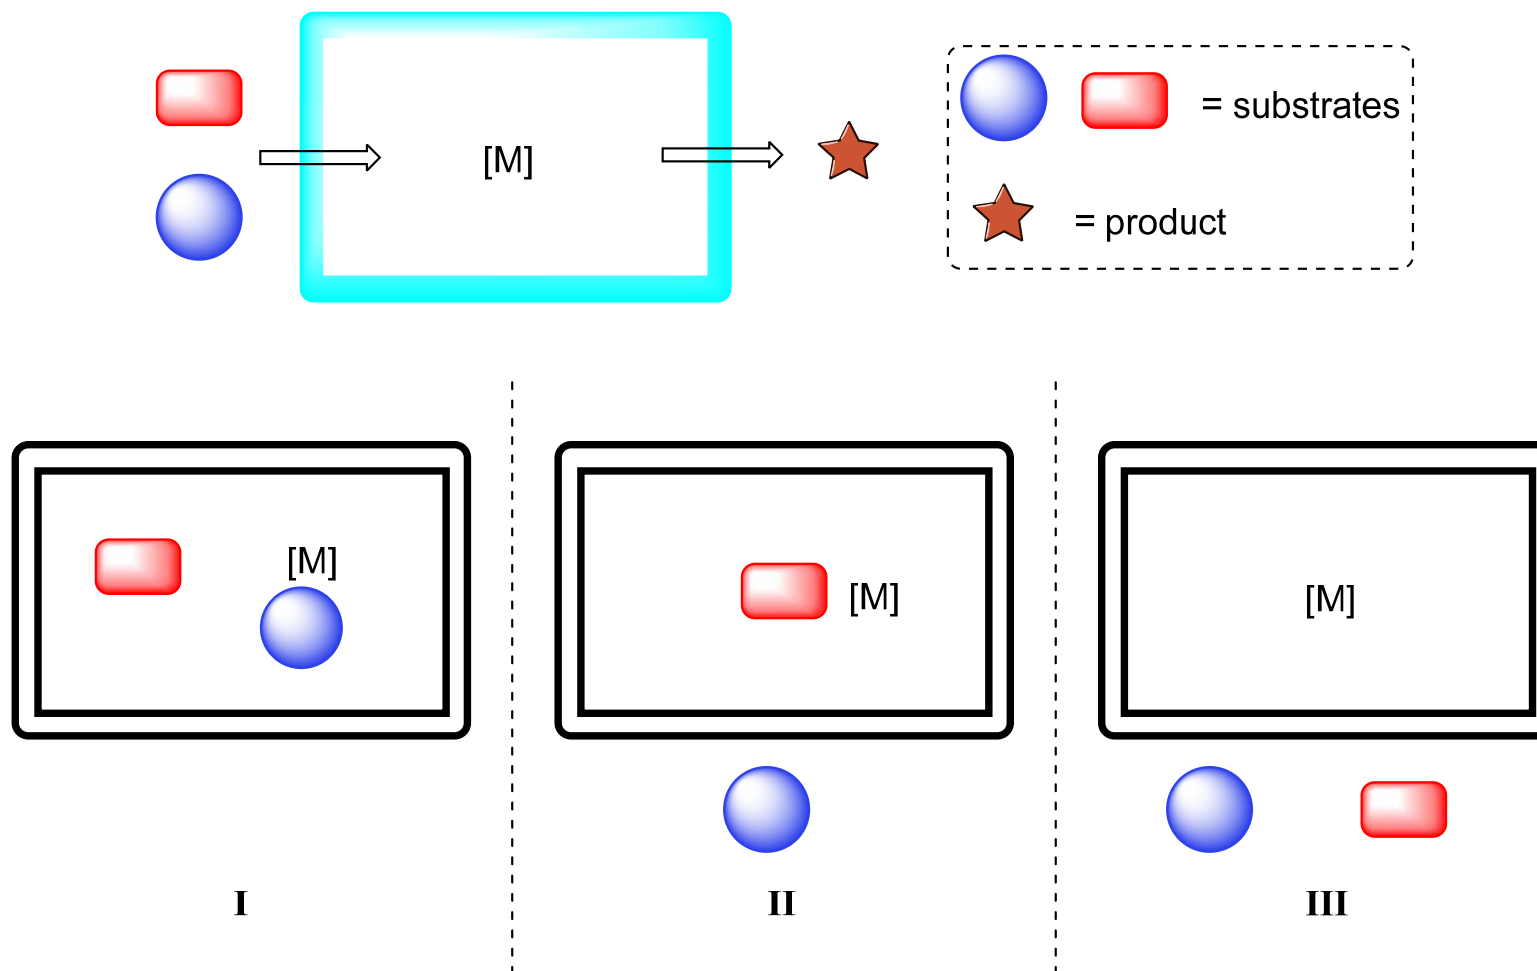 [M]
= substrates
= product
[M]
[M]
[M]
I
II
III